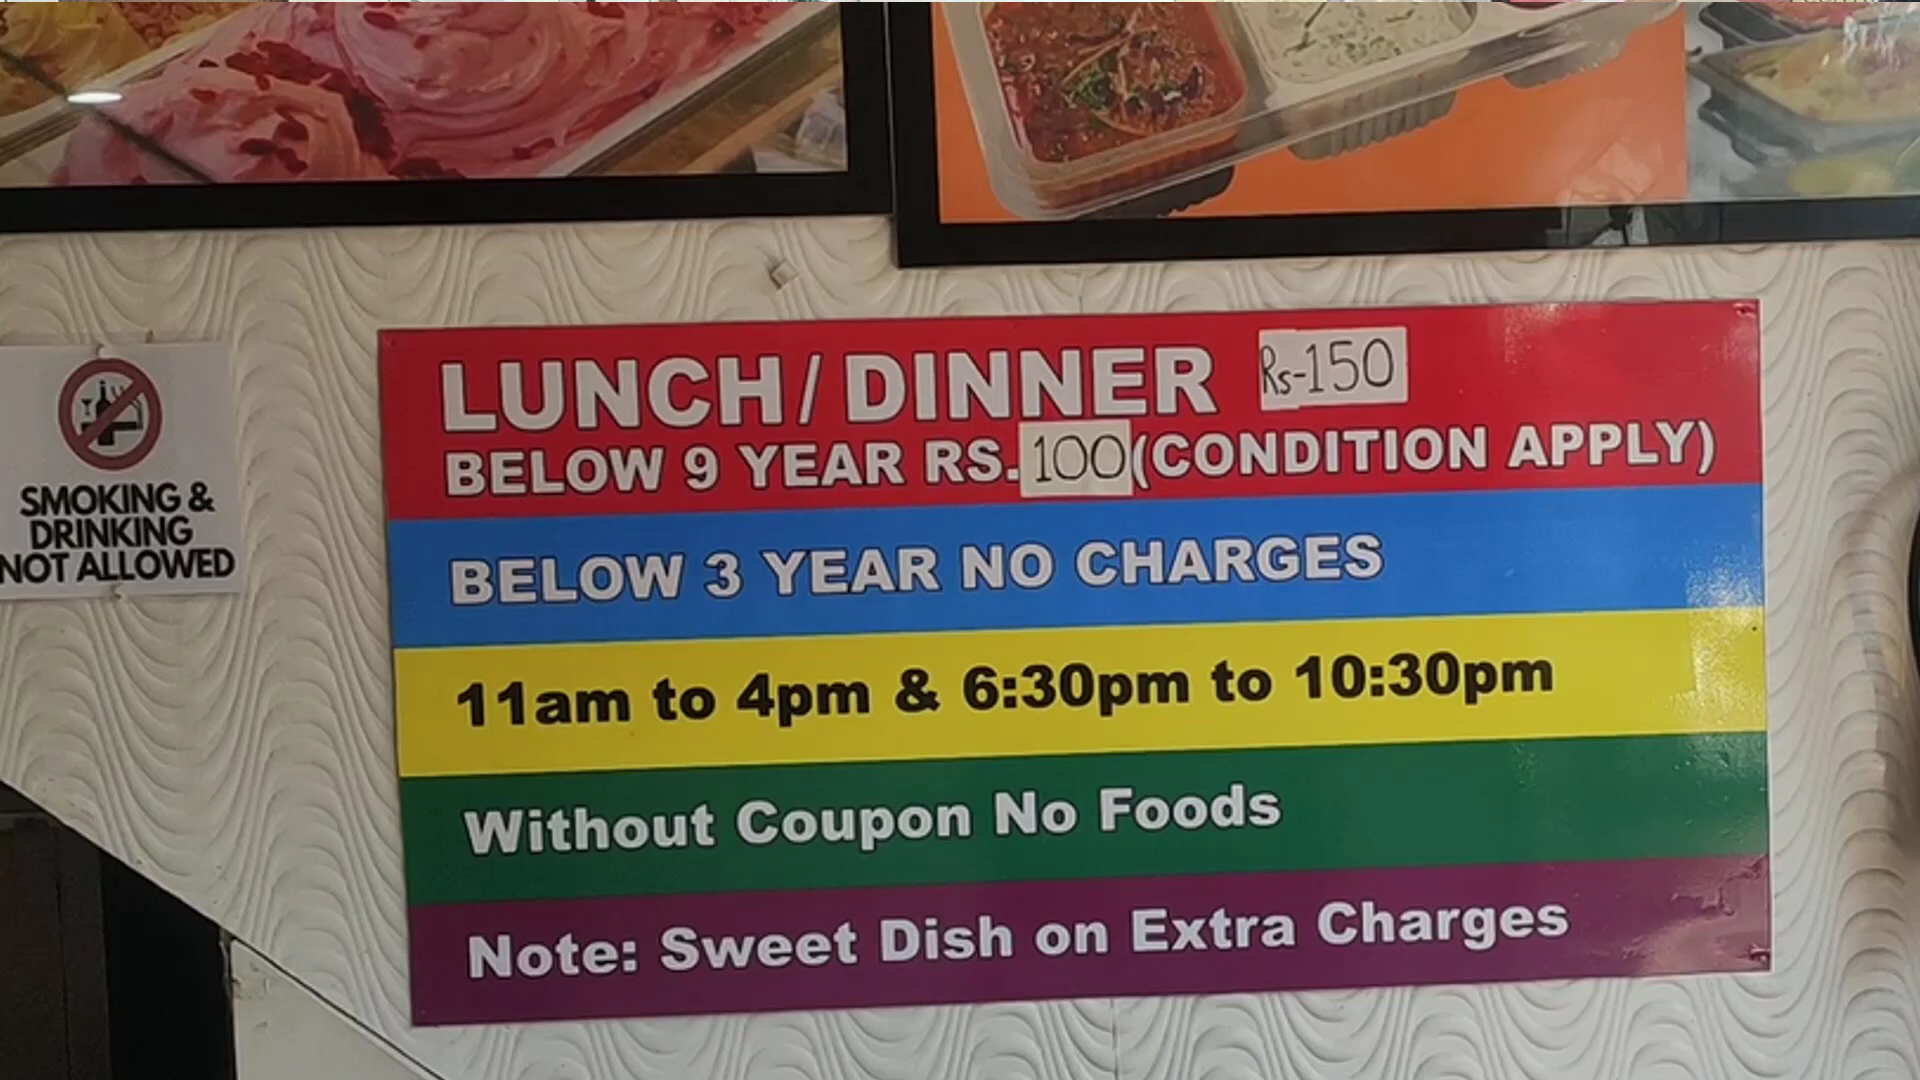 LUNCH / DINNER Rs-150
BELOW 9 YEAR RS. 100 (CONDITION APPLY)
BELOW 3 YEAR NO CHARGES
11am to 4pm & 6:30pm to 10:30pm
Without Coupon No Foods
Note: Sweet Dish on Extra Charges
SMOKING &
DRINKING
NOT ALLOWED